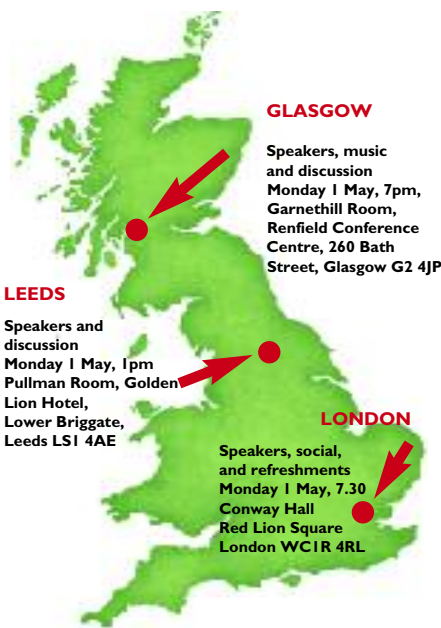 GLASGOW
Speakers, music
and discussion
Monday 1 May, 7pm,
Garnethill Room,
Renfield Conference
Centre, 260 Bath
Street, Glasgow G2 4JP
LEEDS
Speakers and
discussion
Monday 1 May, 1pm
Pullman Room, Golden
Lion Hotel,
Lower Briggate,
Leeds LS1 4AE
LONDON
Speakers, social,
and refreshments
Monday 1 May, 7.30
Conway Hall
Red Lion Square
London WC1R 4RL